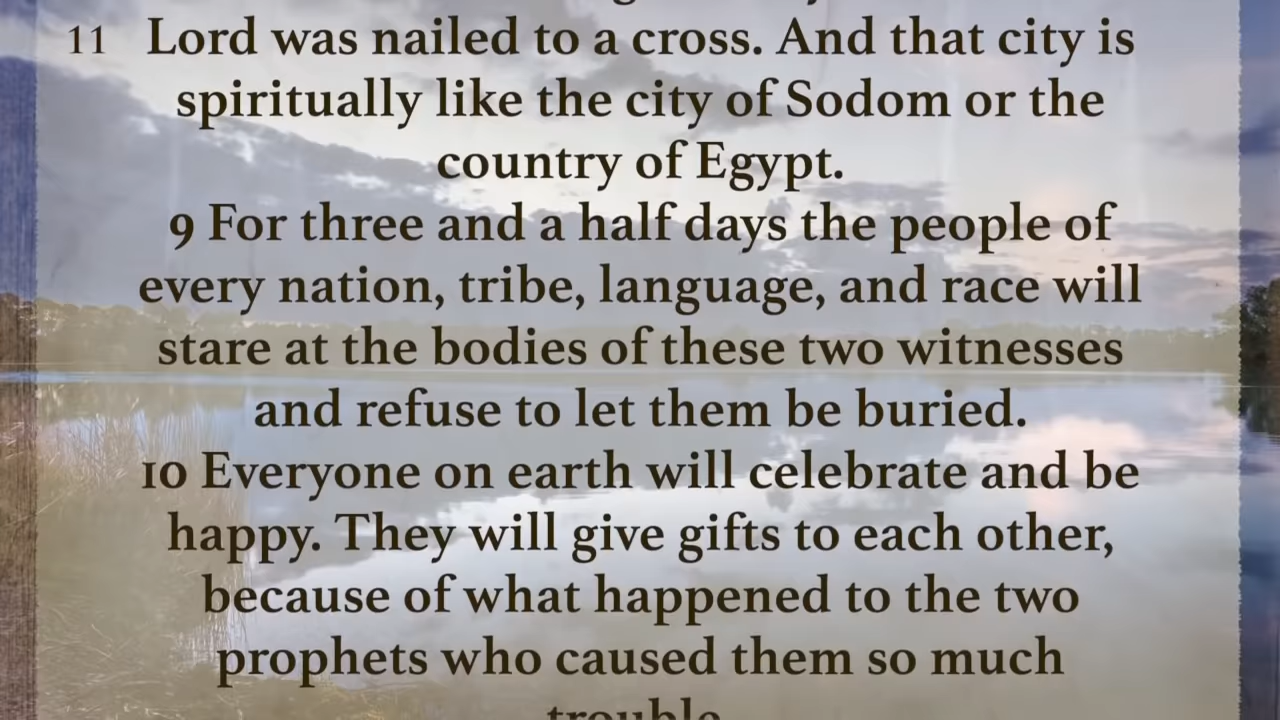 11 Lord was nailed to a cross. And that city is
spiritually like the city of Sodom or the
country of Egypt.
9 For three and a half days the people of
every nation, tribe, language, and race will
stare at the bodies of these two witnesses
and refuse to let them be buried.
10 Everyone on earth will celebrate and be
happy. They will give gifts to each other,
because of what happened to the two
prophets who caused them so much
trouble.